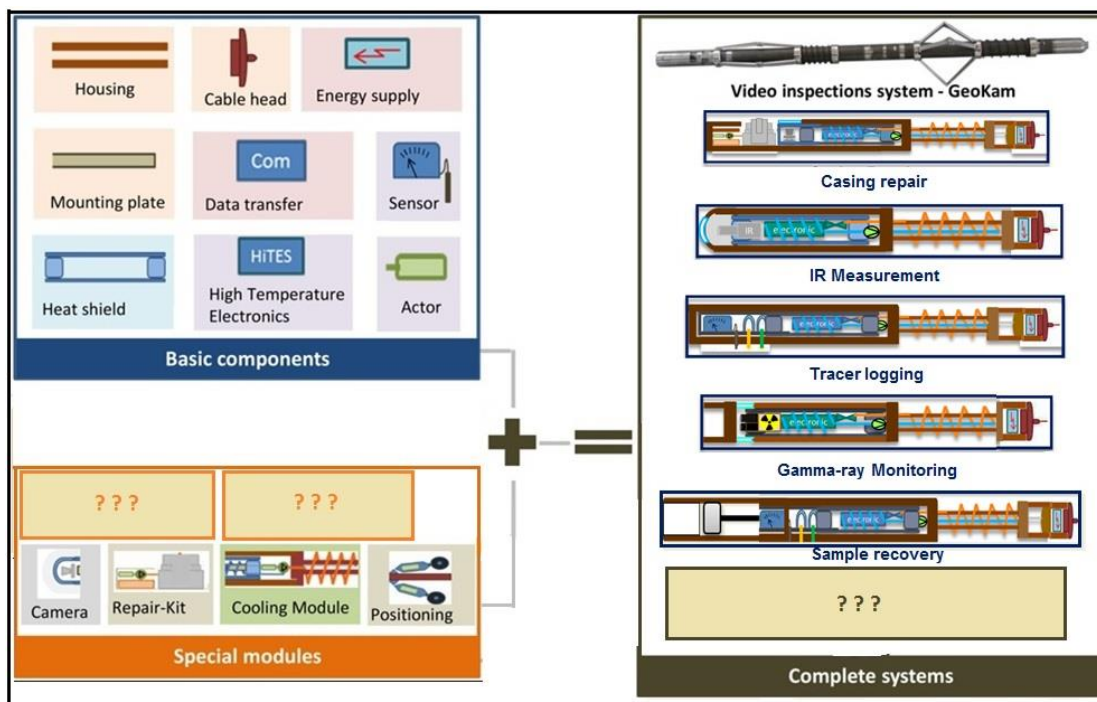 Housing
Cable head
Energy supply
Mounting plate
Com
Data transfer
Sensor
Heat shield
HiTES
High Temperature
Electronics
Actor
Basic components
? ? ?
? ? ?
Camera
Repair-Kit
Cooling Module
Positioning
Special modules
Video inspections system - GeoKam
Casing repair
IR
electronic
IR Measurement
electronic
Tracer logging
electronic
Gamma-ray Monitoring
electronic
Sample recovery
? ? ?
Complete systems